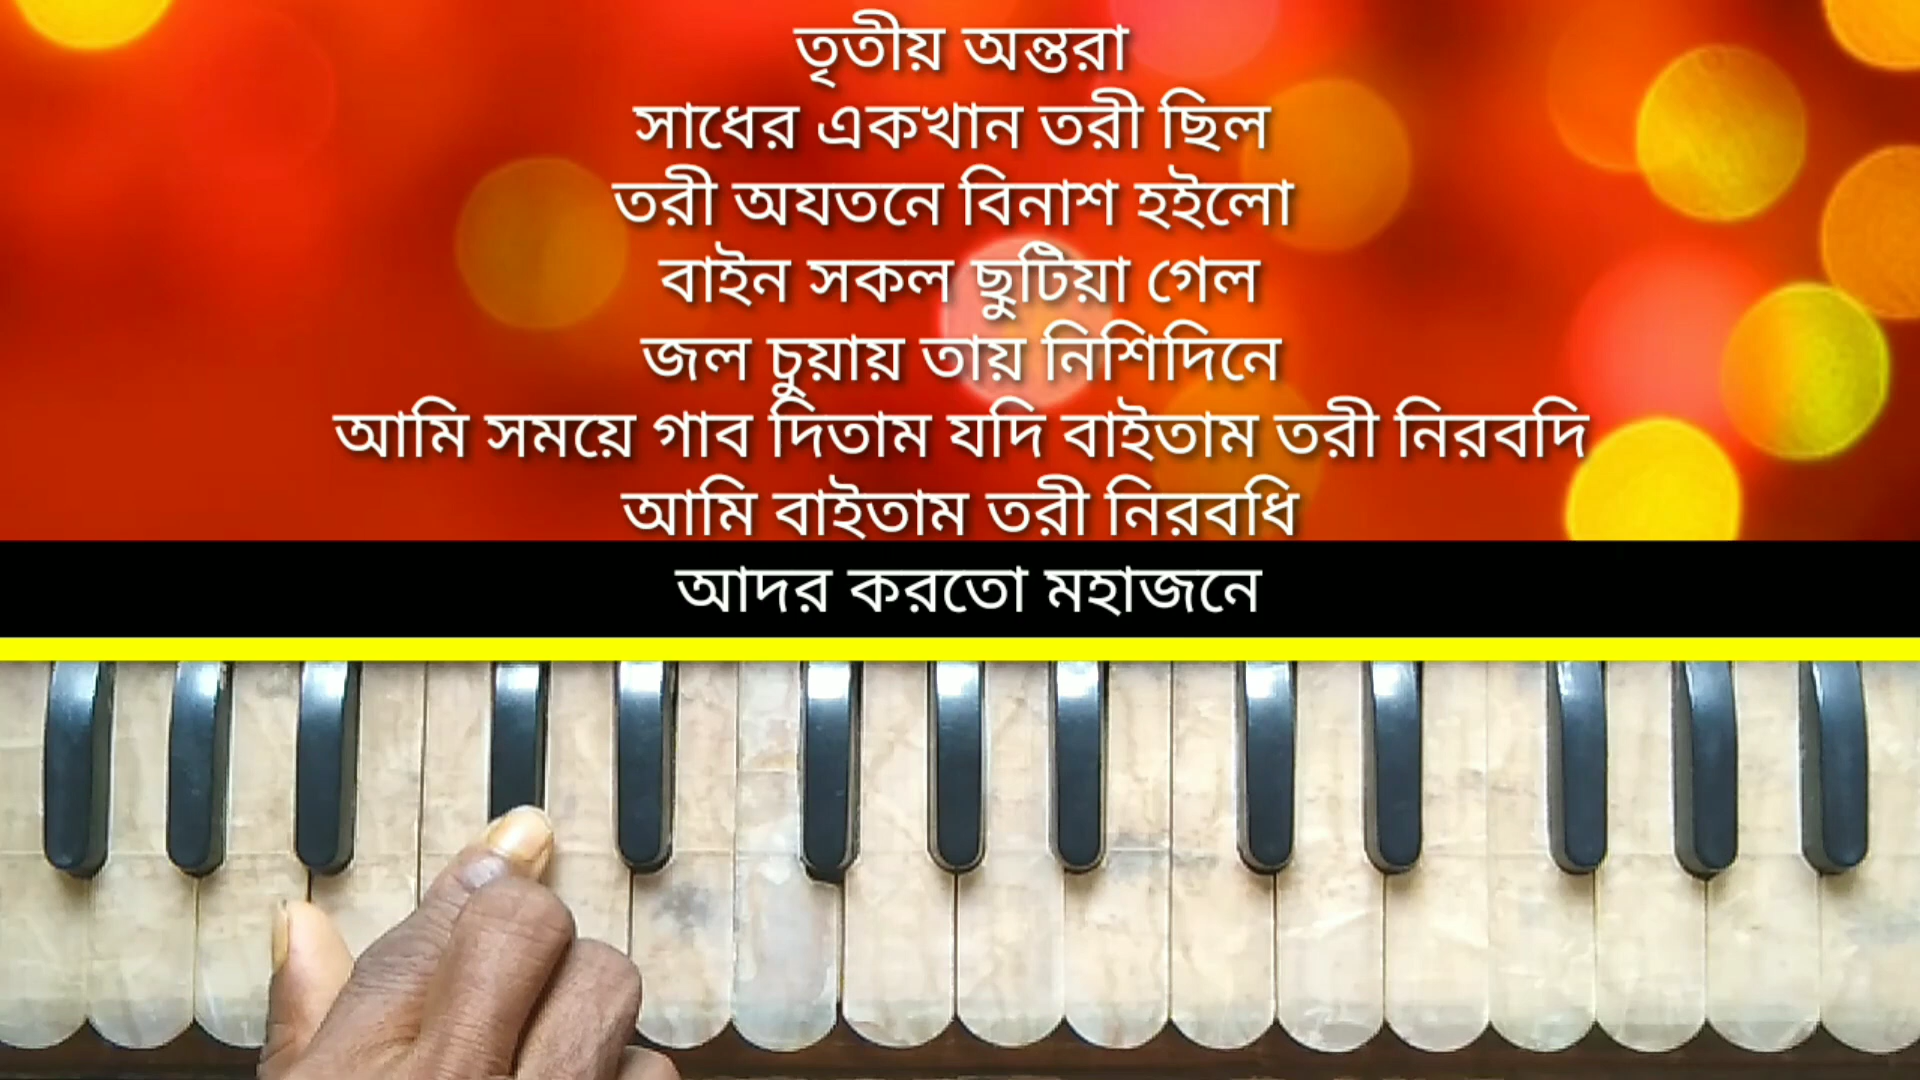 তৃতীয় অন্তরা
সাধের একখান তরী ছিল
তরী অযতনে বিনাশ হইলো
বাইন সকল ছুটিয়া গেল
জল চুয়ায় তায় নিশিদিনে
আমি সময়ে গাব দিতাম যদি বাইতাম তরী নিরবদি
আমি বাইতাম তরী নিরবধি
আদর করতো মহাজনে